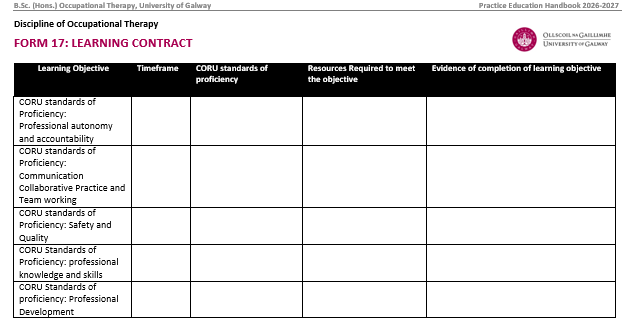 B.Sc. (Hons.) Occupational Therapy, University of Galway
Practice Education Handbook 2026-2027
Discipline of Occupational Therapy
FORM 17: LEARNING CONTRACT
OLLSCOIL NA GAILLIMHE
UNIVERSITY OF GALWAY
Learning Objective
Timeframe
CORU standards of
proficiency
Resources Required to meet
the objective
Evidence of completion of learning objective
CORU standards of
Proficiency:
Professional autonomy
and accountability
CORU standards of
Proficiency:
Communication
Collaborative Practice and
Team working
CORU standards of
Proficiency: Safety and
Quality
CORU Standards of
Proficiency: professional
knowledge and skills
CORU Standards of
proficiency: Professional
Development